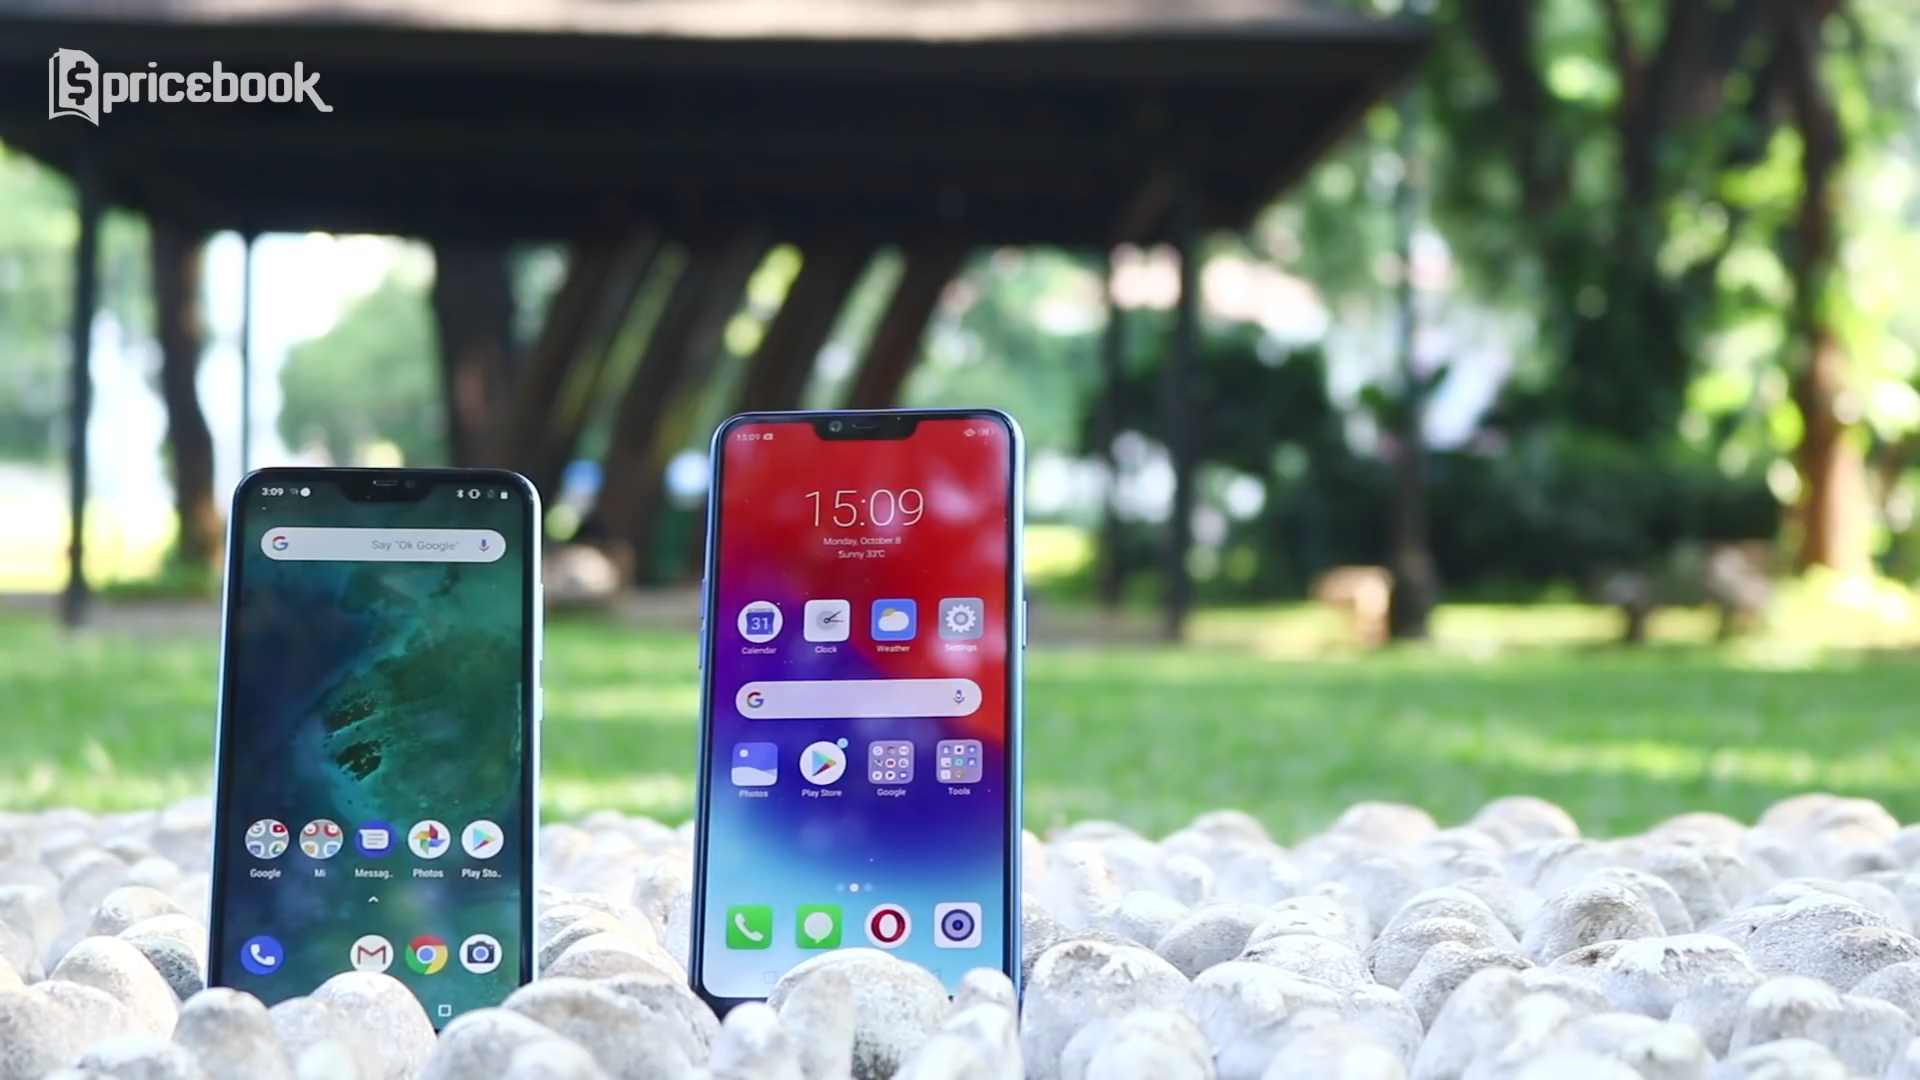 pricebook
3:09
Say "Ok Google"
Google
Mi
Messag..
Photos
Play Sto..
15:09
15:09
Monday, October 8
Sunny 33°C
31
Calendar
Clock
Weather
Settings
Photos
Play Store
Google
Tools